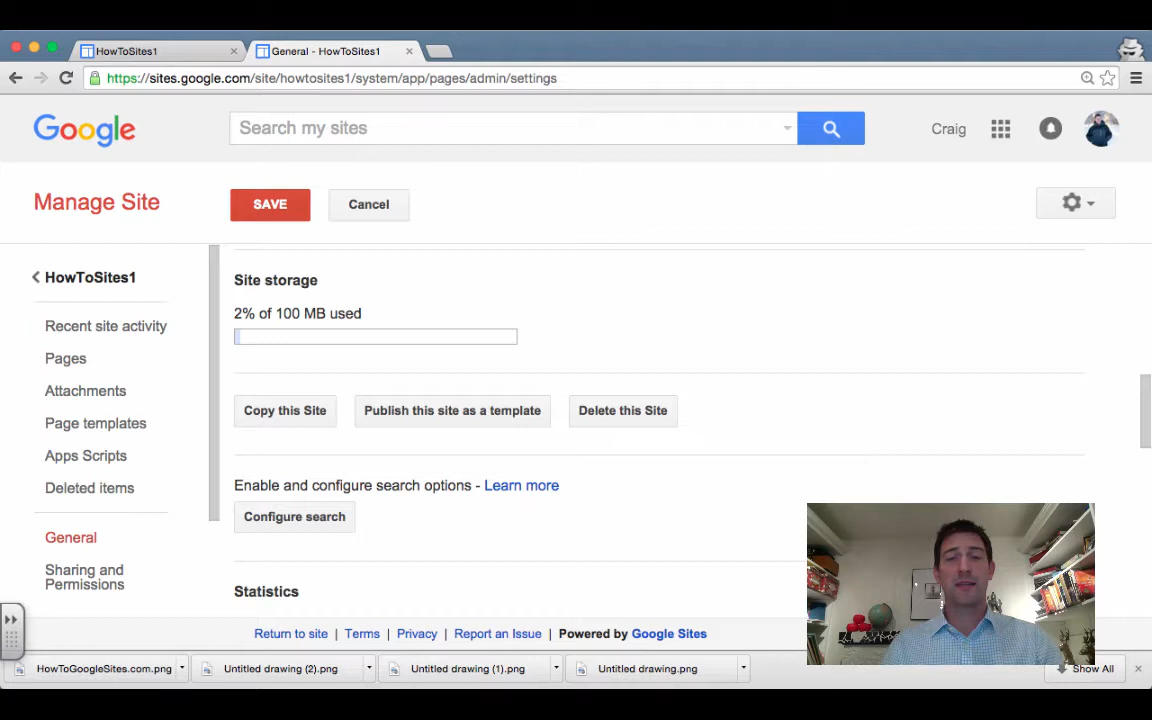 HowToSites1
General - HowToSites1
https://sites.google.com/site/howtosites1/system/app/pages/admin/settings
Google
Search my sites
Craig
Manage Site
SAVE
Cancel
HowToSites1
Recent site activity
Pages
Attachments
Page templates
Apps Scripts
Deleted items
General
Sharing and
Permissions
Site storage
2% of 100 MB used
Copy this Site
Publish this site as a template
Delete this Site
Enable and configure search options - Learn more
Configure search
Statistics
Return to site | Terms | Privacy | Report an Issue | Powered by Google Sites
HowToGoogleSites.com.png
Untitled drawing (2).png
Untitled drawing (1).png
Untitled drawing.png
Show All